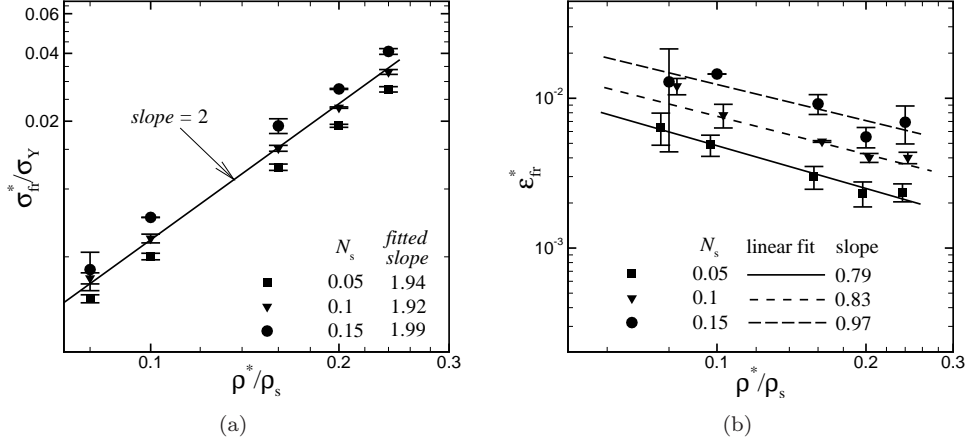 0.06
0.04
0.02
σ*fr/σY
slope = 2
Ns fitted slope
0.05 1.94
0.1 1.92
0.15 1.99
0.1 0.2 0.3
ρ*/ρs
(a)
10-2
10-3
ε*fr
Ns linear fit slope
0.05 0.79
0.1 0.83
0.15 0.97
0.1 0.2 0.3
ρ*/ρs
(b)